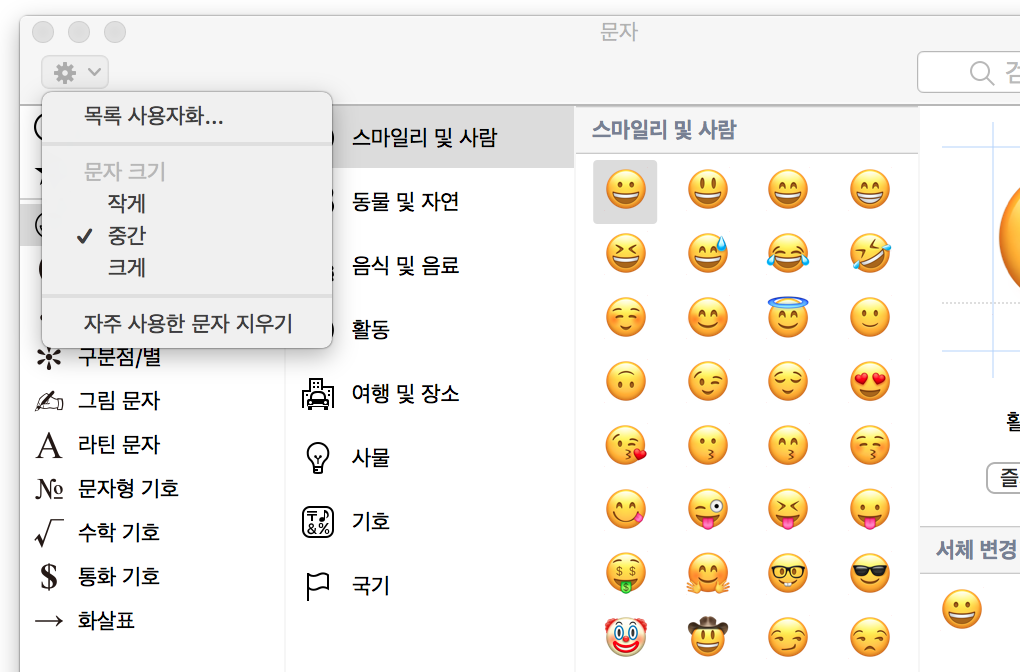 문자
목록 사용자화...
문자 크기
작게
✓ 중간
크게
자주 사용한 문자 지우기
구분점/별
그림 문자
라틴 문자
문자형 기호
수학 기호
통화 기호
화살표
스마일리 및 사람
동물 및 자연
음식 및 음료
활동
여행 및 장소
사물
기호
국기
스마일리 및 사람
서체 변경